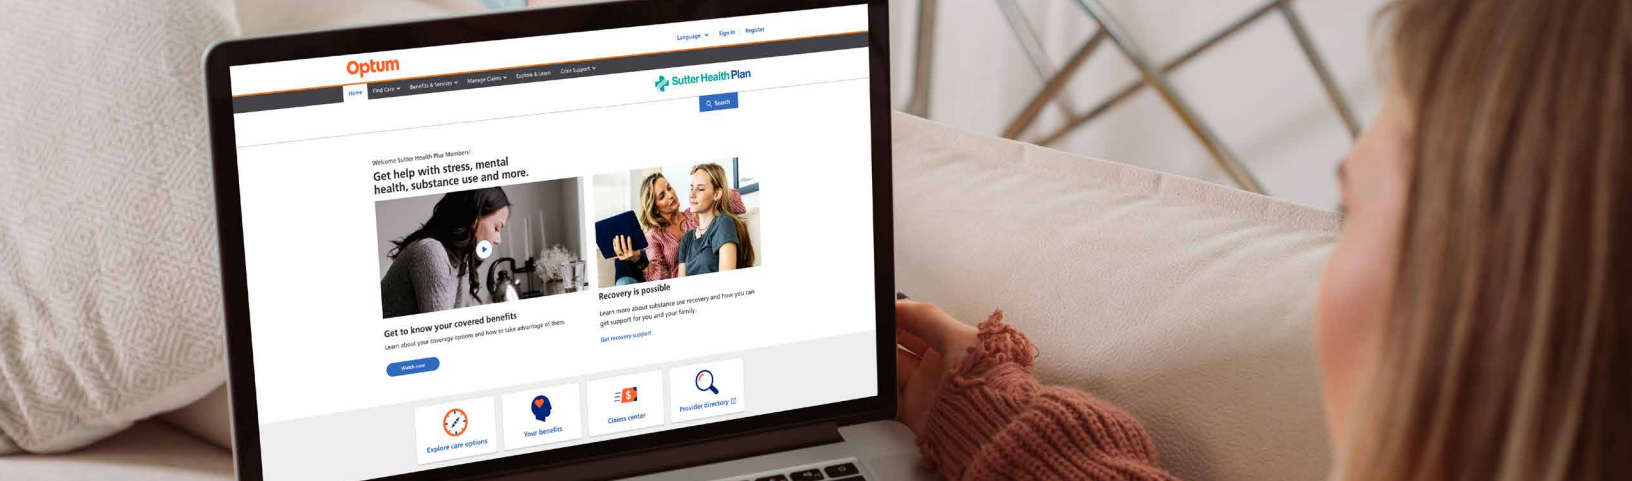 Language Sign In Register
Optum
Home Find Care Benefits & Services Manage Claims Explore & Learn Crisis Support
Sutter Health Plan
Search
Welcome Sutter Health Plus Members!
Get help with stress, mental
health, substance use and more.
Get to know your covered benefits
Learn about your coverage options and how to take advantage of them.
Watch now
Recovery is possible
Learn more about substance use recovery and how you can
get support for you and your family.
Get recovery support
Explore care options
Your benefits
Claims center
Provider directory